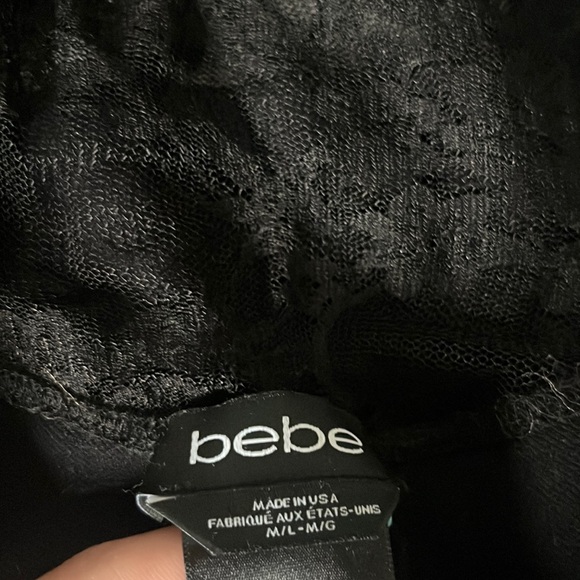 bebe
MADE IN USA
FABRIQUÉ AUX ÉTATS-UNIS
M/L-M/G